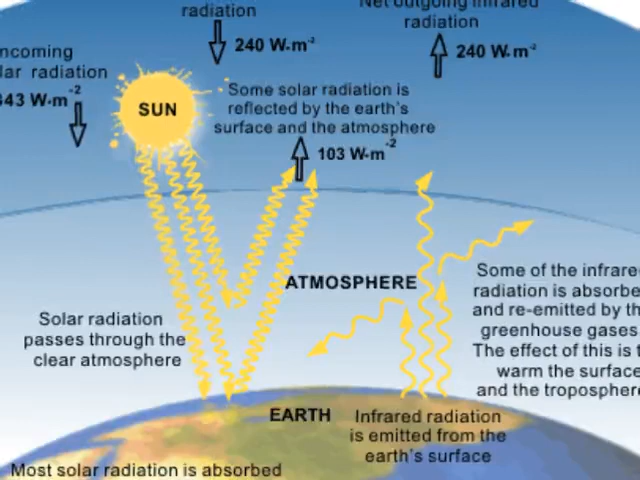 radiation
240 W·m⁻²
Net outgoing infrared
radiation
240 W·m⁻²
ncoming
lar radiation
343 W·m⁻²
SUN
Some solar radiation is
reflected by the earth's
surface and the atmosphere
103 W·m⁻²
ATMOSPHERE
Solar radiation
passes through the
clear atmosphere
Some of the infrare
radiation is absorbe
and re-emitted by th
greenhouse gases
The effect of this is t
warm the surface
and the troposphere
EARTH
Infrared radiation
is emitted from the
earth's surface
Most solar radiation is absorbed